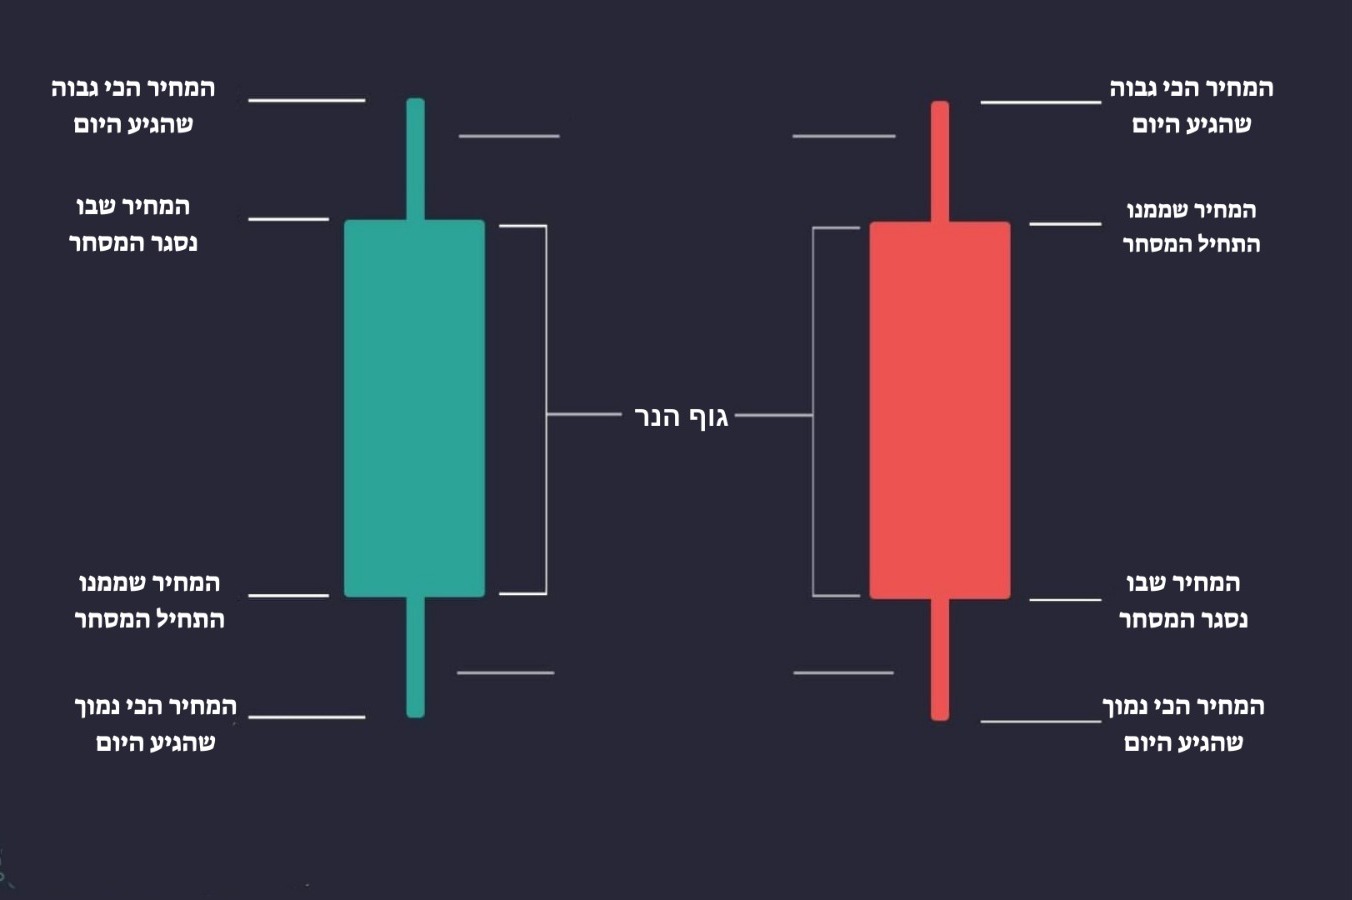 המחיר הכי גבוה
שהגיע היום
המחיר שממנו
התחיל המסחר
המחיר שבו
נסגר המסחר
המחיר הכי נמוך
שהגיע היום
גוף הנר
המחיר הכי גבוה
שהגיע היום
המחיר שבו
נסגר המסחר
המחיר שממנו
התחיל המסחר
המחיר הכי נמוך
שהגיע היום